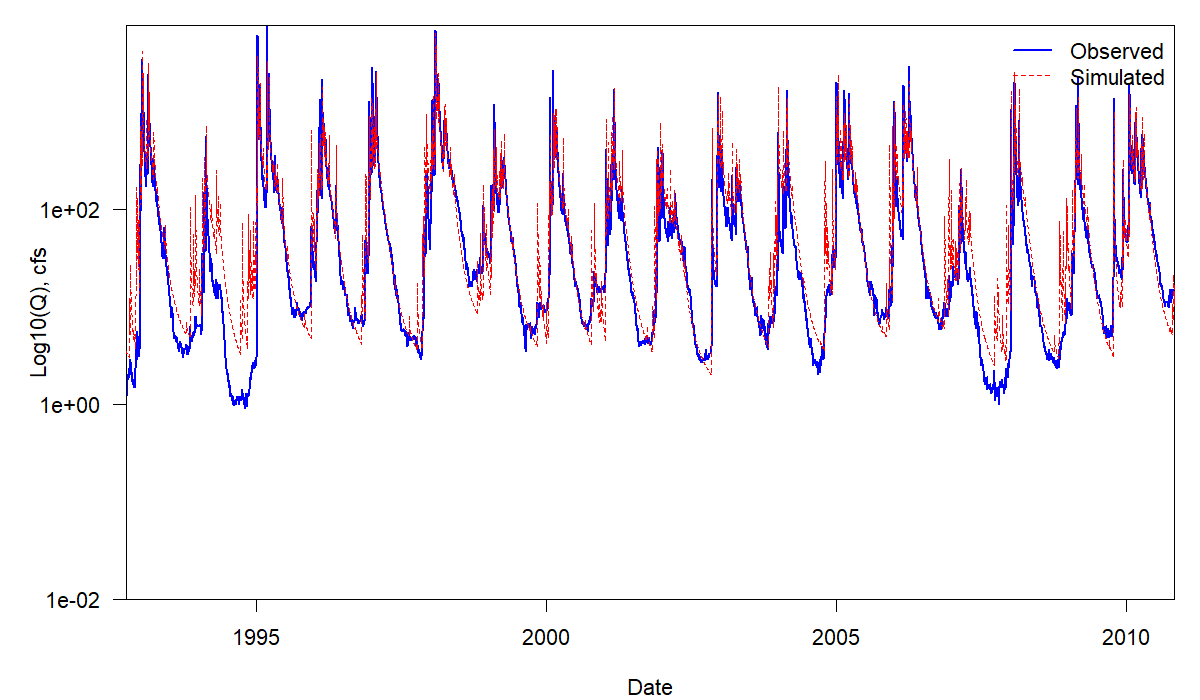 Observed
Simulated
Log10(Q), cfs
1e+02
1e+00
1e-02
1995
2000
2005
2010
Date